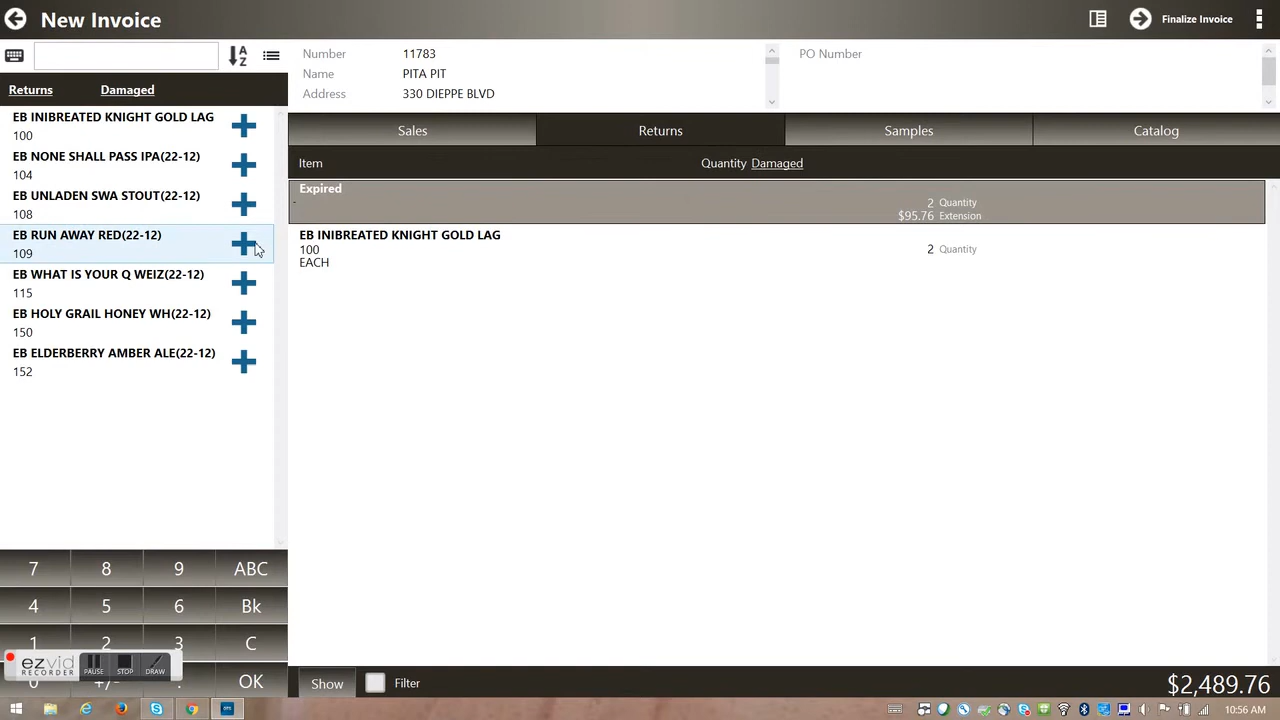 New Invoice
Finalize Invoice
Number 11783
Name PITA PIT
Address 330 DIEPPE BLVD
PO Number
Returns Damaged
Sales Returns Samples Catalog
Item Quantity Damaged
EB INIBREATED KNIGHT GOLD LAG
100
EB NONE SHALL PASS IPA(22-12)
104
EB UNLADEN SWA STOUT(22-12)
108
EB RUN AWAY RED(22-12)
109
EB WHAT IS YOUR Q WEIZ(22-12)
115
EB HOLY GRAIL HONEY WH(22-12)
150
EB ELDERBERRY AMBER ALE(22-12)
152
Expired
- 2 Quantity
$95.76 Extension
EB INIBREATED KNIGHT GOLD LAG
100 2 Quantity
EACH
7 8 9 ABC
4 5 6 Bk
1 2 3 C
0 +/- . OK
ezvid
RECORDER
PAUSE STOP DRAW
Show Filter
$2,489.76
10:56 AM